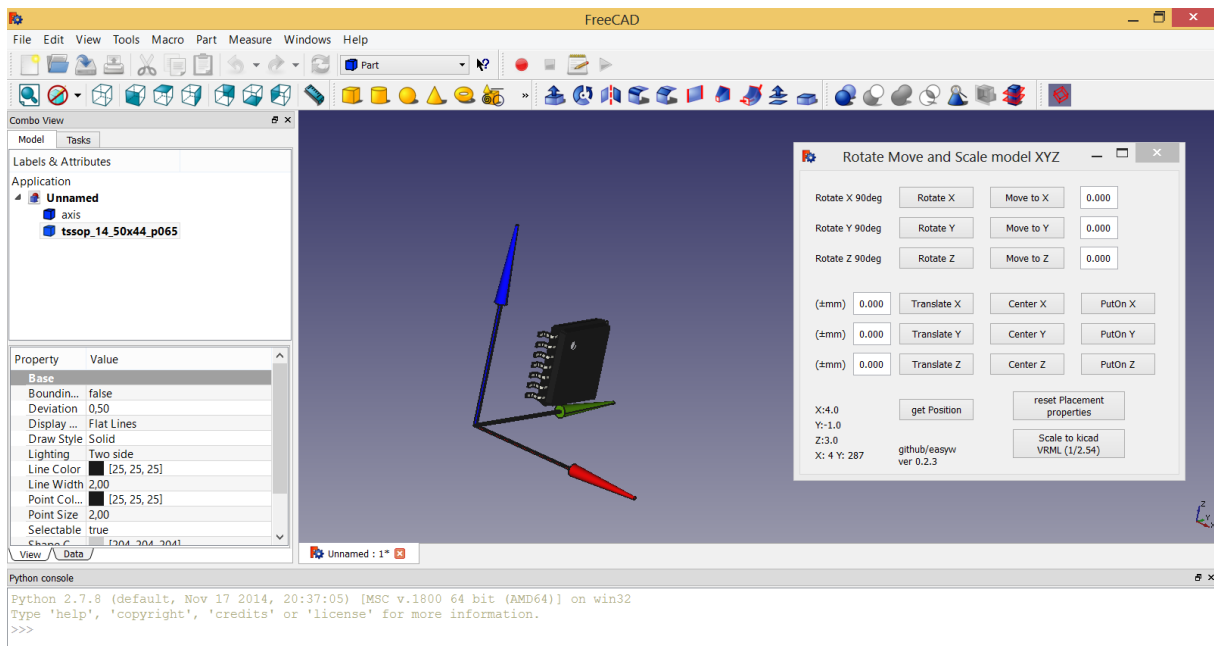 FreeCAD
File Edit View Tools Macro Part Measure Windows Help
Part
Combo View
Model Tasks
Labels & Attributes
Application
Unnamed
axis
tssop_14_50x44_p065
Property Value
Base
Boundin... false
Deviation 0,50
Display ... Flat Lines
Draw Style Solid
Lighting Two side
Line Color [25, 25, 25]
Line Width 2,00
Point Col... [25, 25, 25]
Point Size 2,00
Selectable true
[204, 204, 204]
View Data
Rotate Move and Scale model XYZ
Rotate X 90deg Rotate X Move to X 0.000
Rotate Y 90deg Rotate Y Move to Y 0.000
Rotate Z 90deg Rotate Z Move to Z 0.000
(±mm) 0.000 Translate X Center X PutOn X
(±mm) 0.000 Translate Y Center Y PutOn Y
(±mm) 0.000 Translate Z Center Z PutOn Z
X:4.0
Y:-1.0
Z:3.0
X: 4 Y: 287
get Position
reset Placement
properties
github/easyw
ver 0.2.3
Scale to kicad
VRML (1/2.54)
Z
Y
X
Unnamed : 1*
Python console
Python 2.7.8 (default, Nov 17 2014, 20:37:05) [MSC v.1800 64 bit (AMD64)] on win32
Type 'help', 'copyright', 'credits' or 'license' for more information.
>>>